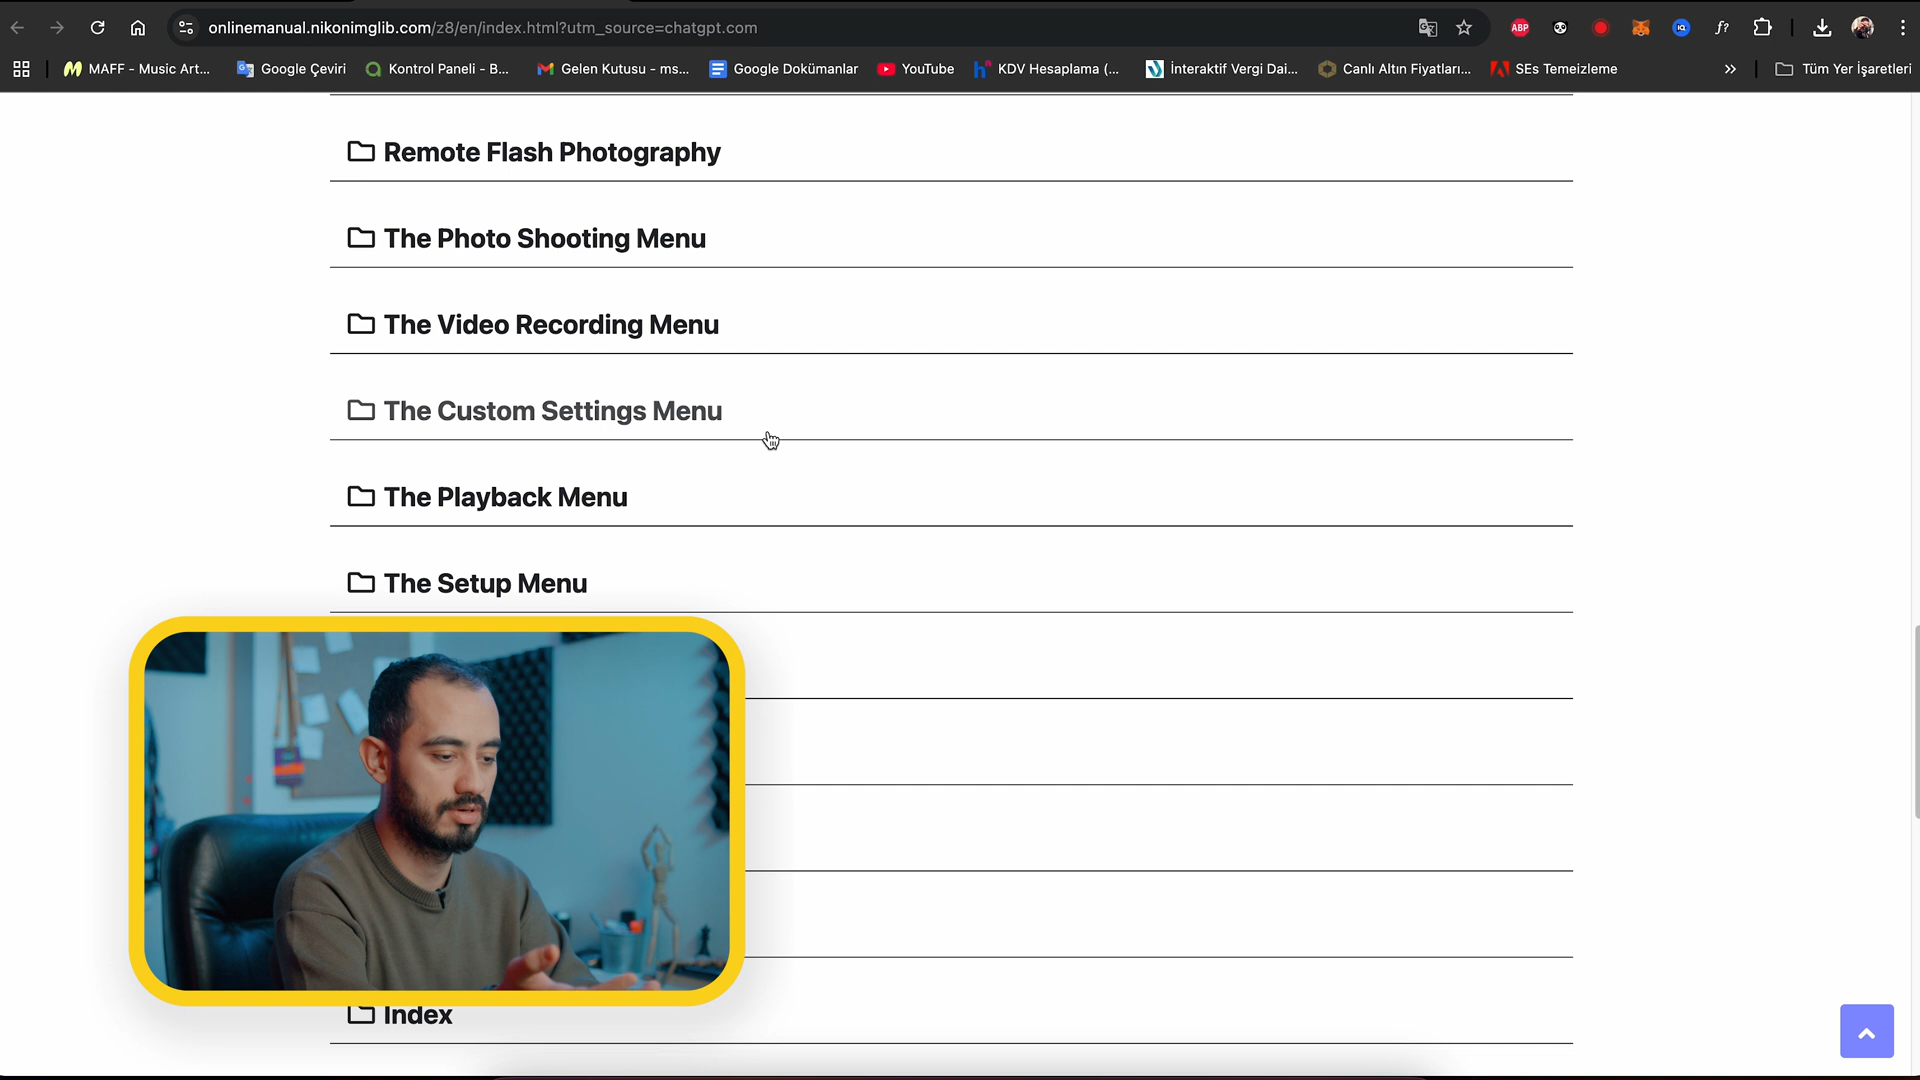 onlinemanual.nikonimglib.com/z8/en/index.html?utm_source=chatgpt.com
ABP
f?
MAFF - Music Art...
Google Çeviri
Kontrol Paneli - B...
Gelen Kutusu - ms...
Google Dokümanlar
YouTube
KDV Hesaplama (...
İnteraktif Vergi Dai...
Canlı Altın Fiyatları...
SEs Temeizleme
Tüm Yer İşaretleri
Remote Flash Photography
The Photo Shooting Menu
The Video Recording Menu
The Custom Settings Menu
The Playback Menu
The Setup Menu
Index